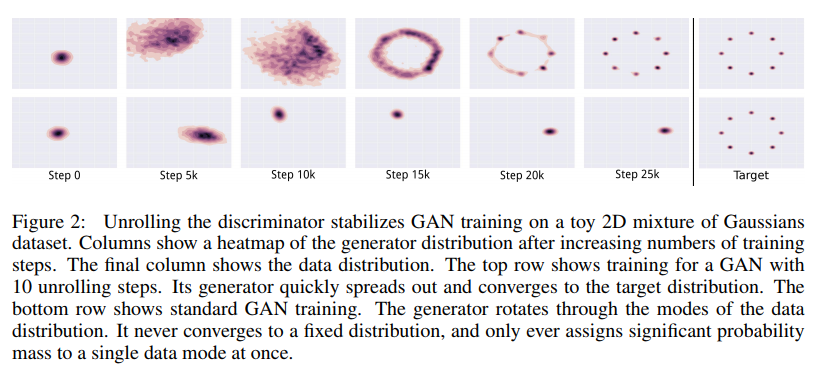 Step 0 Step 5k Step 10k Step 15k Step 20k Step 25k Target
Figure 2: Unrolling the discriminator stabilizes GAN training on a toy 2D mixture of Gaussians
dataset. Columns show a heatmap of the generator distribution after increasing numbers of training
steps. The final column shows the data distribution. The top row shows training for a GAN with
10 unrolling steps. Its generator quickly spreads out and converges to the target distribution. The
bottom row shows standard GAN training. The generator rotates through the modes of the data
distribution. It never converges to a fixed distribution, and only ever assigns significant probability
mass to a single data mode at once.